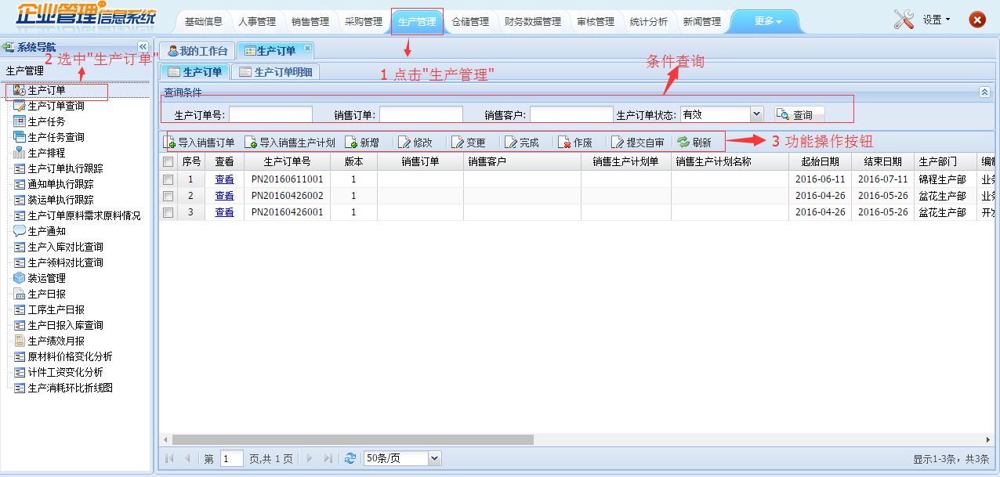 企业管理信息系统
基础信息 人事管理 销售管理 采购管理 生产管理 仓储管理 财务数据管理 审核管理 统计分析 新闻管理 更多 设置
系统导航
2 选中"生产订单"
生产管理
生产订单
生产订单查询
生产任务
生产任务查询
生产排程
生产订单执行跟踪
通知单执行跟踪
装运单执行跟踪
生产订单原料需求原料情况
生产通知
生产入库对比查询
生产领料对比查询
装运管理
生产日报
工序生产日报
生产日报入库查询
生产绩效月报
原材料价格变化分析
计件工资变化分析
生产消耗环比折线图
我的工作台 生产订单
1 点击"生产管理"
条件查询
生产订单 生产订单明细
查询条件
生产订单号: 销售订单: 销售客户: 生产订单状态: 有效 查询
导入销售订单 导入销售生产计划 新增 修改 变更 完成 作废 提交自审 刷新
3 功能操作按钮
序号 查看 生产订单号 版本 销售订单 销售客户 销售生产计划单 销售生产计划名称 起始日期 结束日期 生产部门 编制
1 查看 PN20160611001 1 2016-06-11 2016-07-11 锦程生产部 业务
2 查看 PN20160426002 1 2016-04-26 2016-05-26 盆花生产部 业务
3 查看 PN20160426001 1 2016-04-26 2016-05-26 盆花生产部 开发
第 1 页,共 1 页 50条/页 显示1-3条，共3条